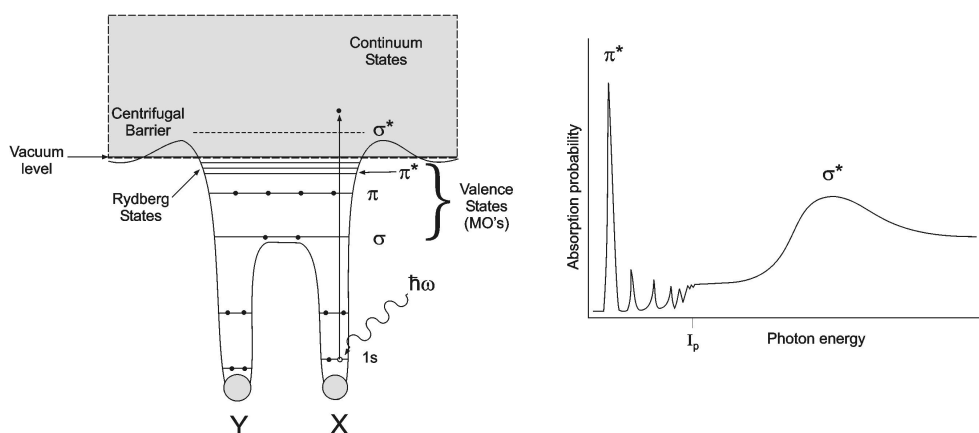 Continuum
States
Centrifugal
Barrier
σ*
Vacuum
level
Rydberg
States
π*
π
σ
Valence
States
(MO's)
ħω
1s
Y
X
π*
σ*
Absorption probability
I_p
Photon energy